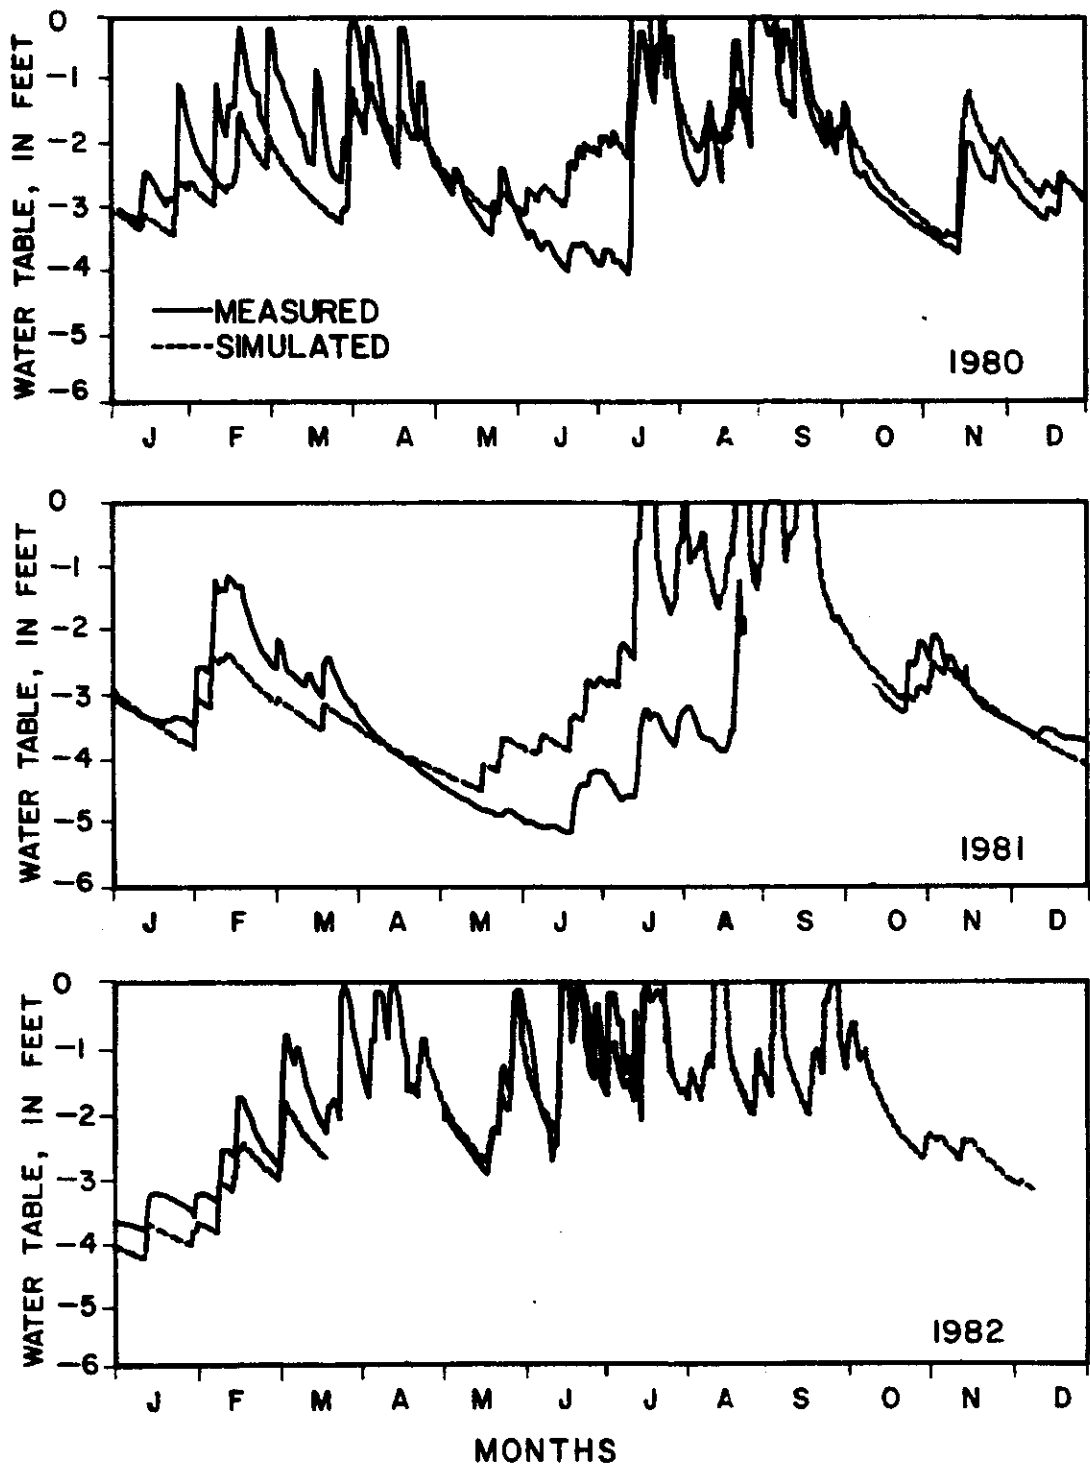 WATER TABLE, IN FEET
0
-1
-2
-3
-4
-5
-6
MEASURED
SIMULATED
1980
J F M A M J J A S O N D
WATER TABLE, IN FEET
0
-1
-2
-3
-4
-5
-6
1981
J F M A M J J A S O N D
WATER TABLE, IN FEET
0
-1
-2
-3
-4
-5
-6
1982
J F M A M J J A S O N D
MONTHS